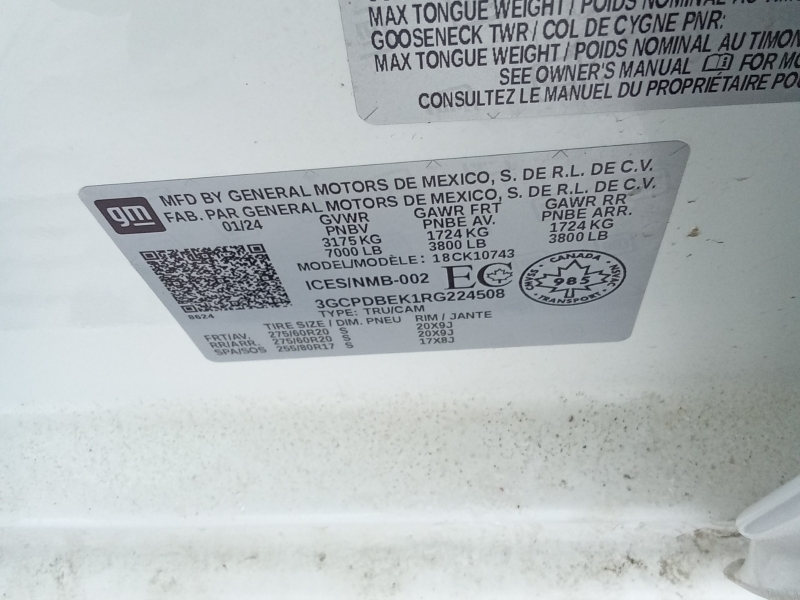 MAX TONGUE WEIGHT / POIDS NOMINAL AU TIMO
GOOSENECK TWR / COL DE CYGNE PNR:
MAX TONGUE WEIGHT / POIDS NOMINAL AU TIMON
SEE OWNER'S MANUAL FOR MO
CONSULTEZ LE MANUEL DU PROPRIÉTAIRE POU
gm
MFD BY GENERAL MOTORS DE MEXICO, S. DE R.L. DE C.V.
FAB. PAR GENERAL MOTORS DE MEXICO, S. DE R.L. DE C.V.
01/24 GVWR GAWR FRT GAWR RR
PNBV PNBE AV. PNBE ARR.
3175 KG 1724 KG 1724 KG
7000 LB 3800 LB 3800 LB
MODEL/MODÈLE: 18CK10743
ICES/NMB-002 EC CANADA 985 TRANSPORT
3GCPDBEK1RG224508
8624
TYPE: TRU/CAM
TIRE SIZE / DIM. PNEU RIM / JANTE
FRT/AV. 275/60R20 S 20X9J
RR/ARR. 275/60R20 S 20X9J
SPA/SOS 255/80R17 S 17X8J